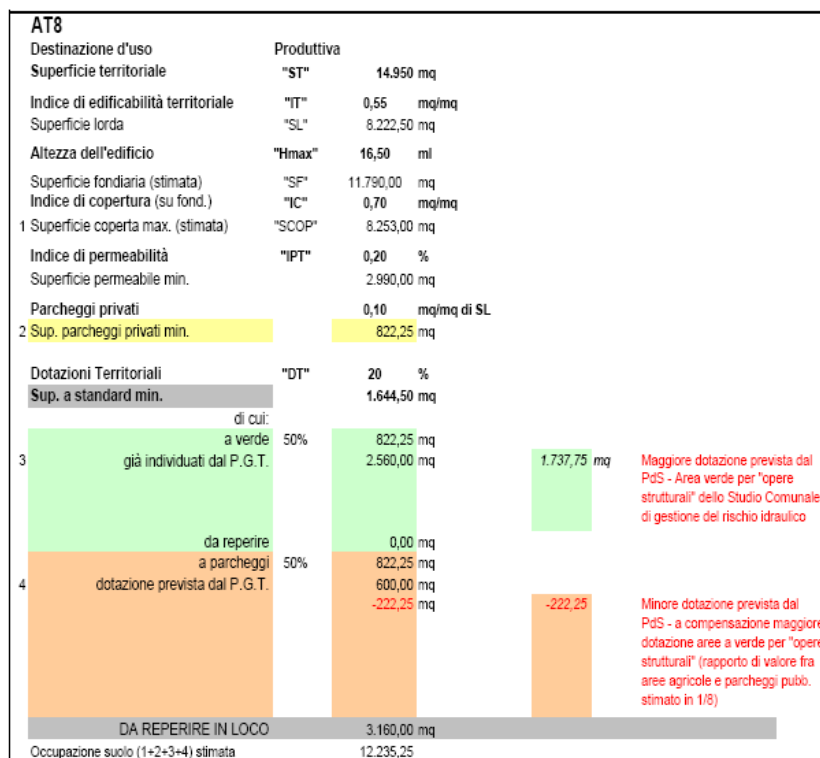 AT8
Destinazione d'uso Produttiva
Superficie territoriale "ST" 14.950 mq
Indice di edificabilità territoriale "IT" 0,55 mq/mq
Superficie lorda "SL" 8.222,50 mq
Altezza dell'edificio "Hmax" 16,50 ml
Superficie fondiaria (stimata) "SF" 11.790,00 mq
Indice di copertura (su fond.) "IC" 0,70 mq/mq
1 Superficie coperta max. (stimata) "SCOP" 8.253,00 mq
Indice di permeabilità "IPT" 0,20 %
Superficie permeabile min. 2.990,00 mq
Parcheggi privati 0,10 mq/mq di SL
2 Sup. parcheggi privati min. 822,25 mq
Dotazioni Territoriali "DT" 20 %
Sup. a standard min. 1.644,50 mq
di cui:
a verde 50% 822,25 mq
3 già individuati dal P.G.T. 2.560,00 mq 1.737,75 mq Maggiore dotazione prevista dal
PdS - Area verde per "opere
strutturali" dello Studio Comunale
di gestione del rischio idraulico
da reperire 0,00 mq
a parcheggi 50% 822,25 mq
4 dotazione prevista dal P.G.T. 600,00 mq
-222,25 mq -222,25 Minore dotazione prevista dal
PdS - a compensazione maggiore
dotazione aree a verde per "opere
strutturali" (rapporto di valore fra
aree agricole e parcheggi pubb.
stimato in 1/8)
DA REPERIRE IN LOCO 3.160,00 mq
Occupazione suolo (1+2+3+4) stimata 12.235,25